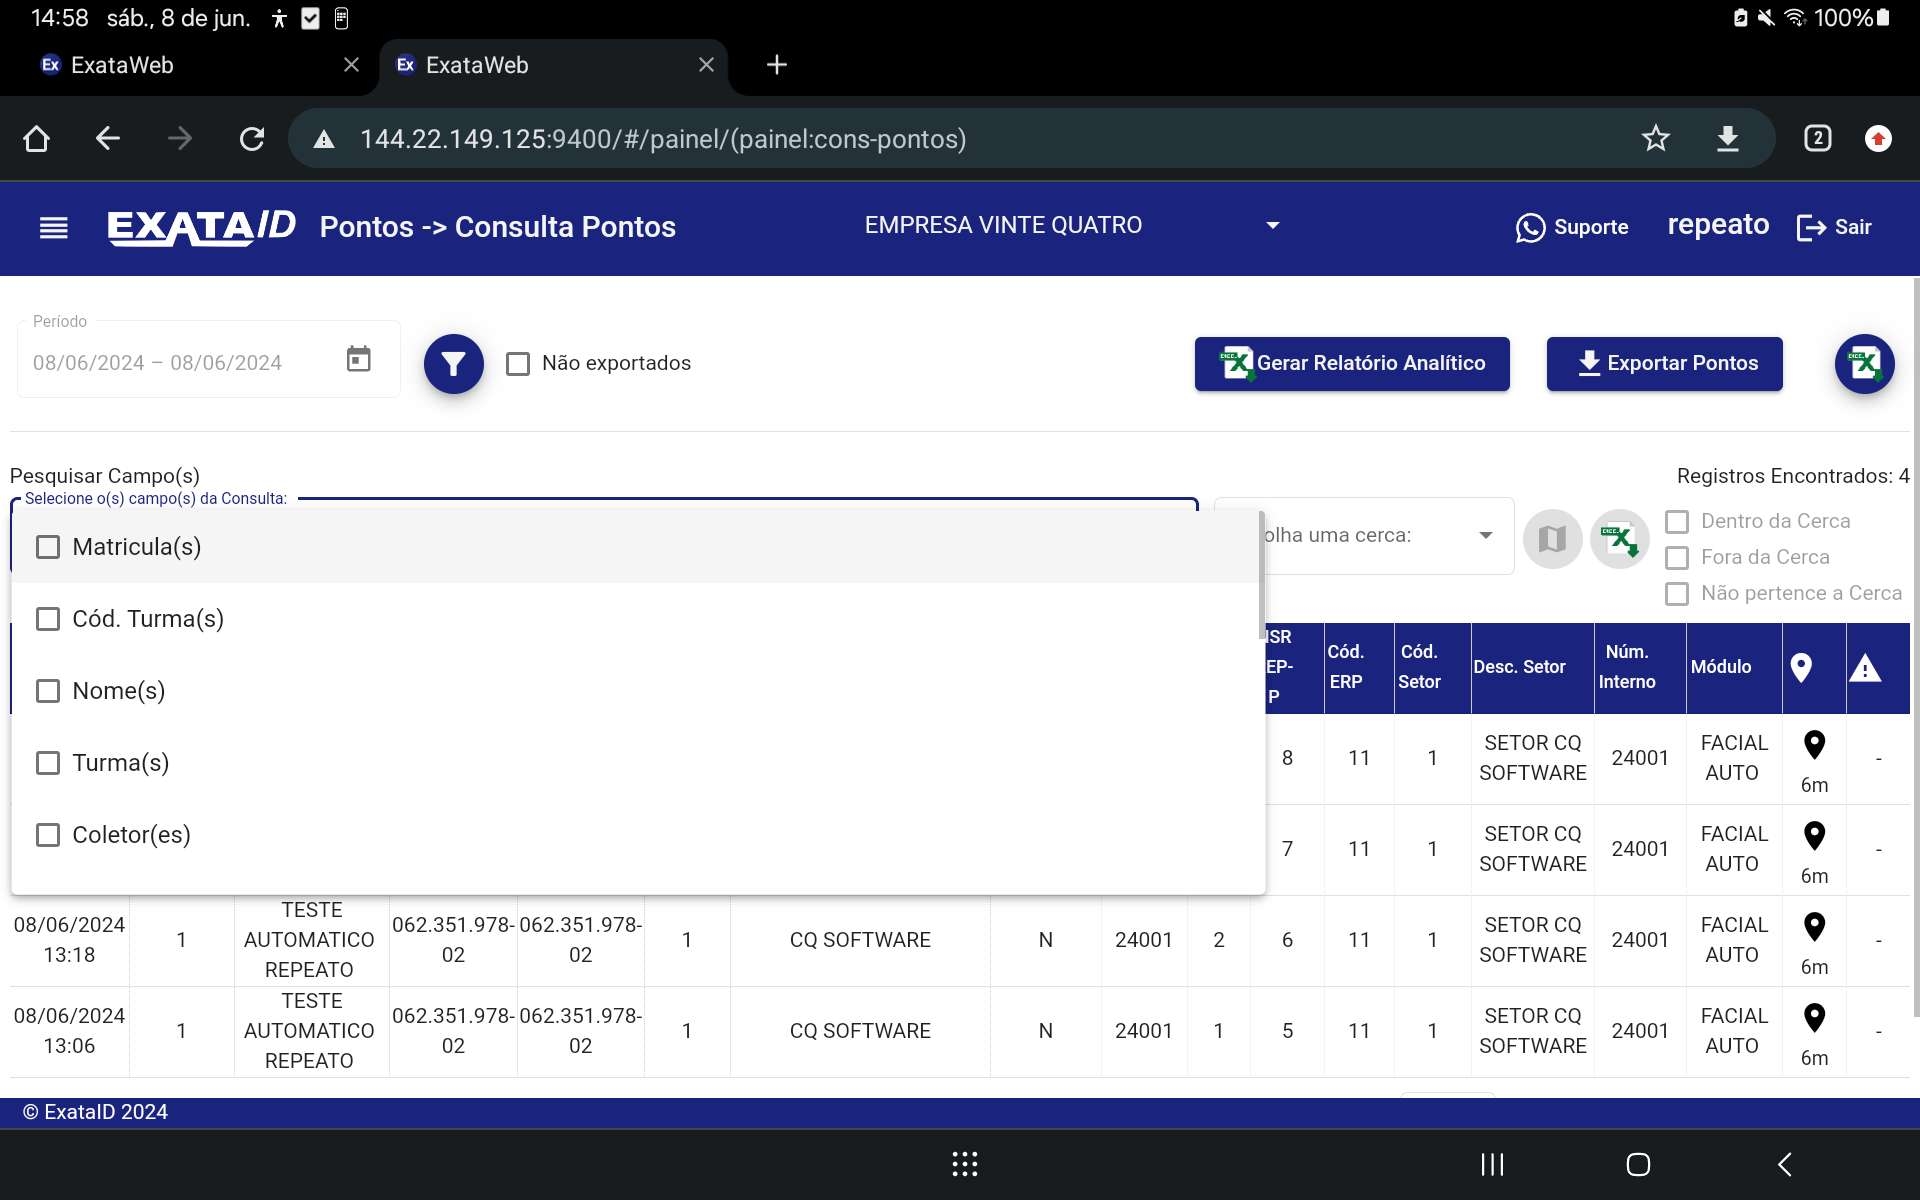 14:58 sáb., 8 de jun. 100%
Ex ExataWeb Ex ExataWeb
144.22.149.125:9400/#/painel/(painel:cons-pontos) 2
EXATAID Pontos -> Consulta Pontos EMPRESA VINTE QUATRO Suporte repeato Sair
Período
08/06/2024 – 08/06/2024 Não exportados Gerar Relatório Analítico Exportar Pontos
Pesquisar Campo(s) Registros Encontrados: 4
Selecione o(s) campo(s) da Consulta:
Matricula(s)
Cód. Turma(s)
Nome(s)
Turma(s)
Coletor(es)
olha uma cerca:
Dentro da Cerca
Fora da Cerca
Não pertence a Cerca
EP-
P
Cód.
ERP
Cód.
Setor
Desc. Setor
Núm.
Interno
Módulo
8 11 1 SETOR CQ SOFTWARE 24001 FACIAL AUTO 6m -
7 11 1 SETOR CQ SOFTWARE 24001 FACIAL AUTO 6m -
08/06/2024 13:18 1 TESTE AUTOMATICO REPEATO 062.351.978-02 062.351.978-02 1 CQ SOFTWARE N 24001 2 6 11 1 SETOR CQ SOFTWARE 24001 FACIAL AUTO 6m -
08/06/2024 13:06 1 TESTE AUTOMATICO REPEATO 062.351.978-02 062.351.978-02 1 CQ SOFTWARE N 24001 1 5 11 1 SETOR CQ SOFTWARE 24001 FACIAL AUTO 6m -
© ExataID 2024